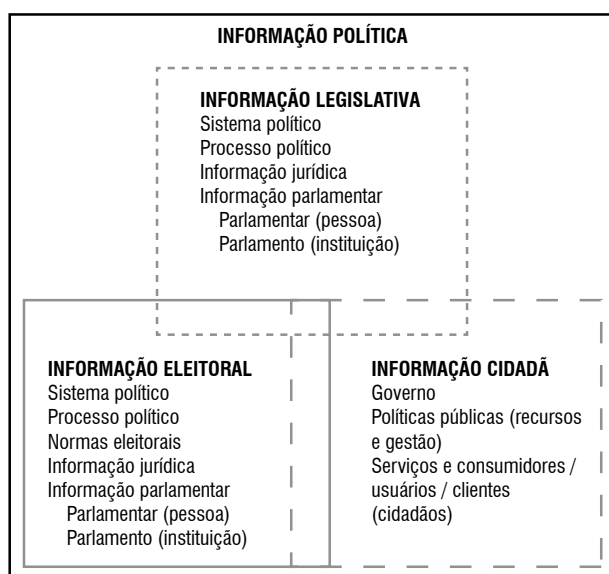 INFORMAÇÃO POLÍTICA
INFORMAÇÃO LEGISLATIVA
Sistema político
Processo político
Informação jurídica
Informação parlamentar
Parlamentar (pessoa)
Parlamento (instituição)
INFORMAÇÃO ELEITORAL
Sistema político
Processo político
Normas eleitorais
Informação jurídica
Informação parlamentar
Parlamentar (pessoa)
Parlamento (instituição)
INFORMAÇÃO CIDADÃ
Governo
Políticas públicas (recursos
e gestão)
Serviços e consumidores /
usuários / clientes
(cidadãos)